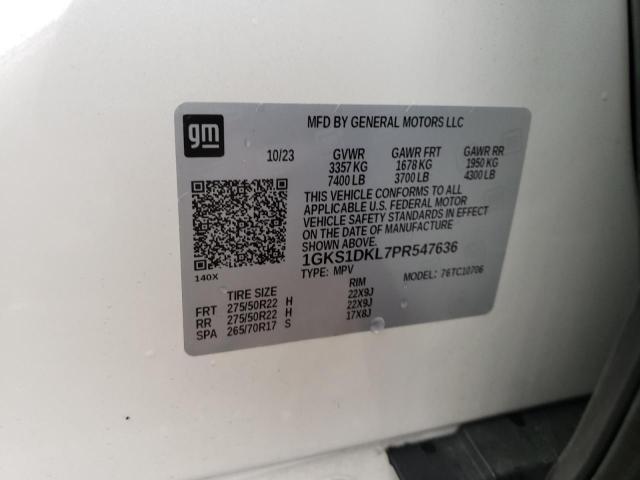 gm
MFD BY GENERAL MOTORS LLC
10/23 GVWR GAWR FRT GAWR RR
3357 KG 1678 KG 1950 KG
7400 LB 3700 LB 4300 LB
THIS VEHICLE CONFORMS TO ALL
APPLICABLE U.S. FEDERAL MOTOR
VEHICLE SAFETY STANDARDS IN EFFECT
ON THE DATE OF MANUFACTURE
SHOWN ABOVE.
1GKS1DKL7PR547636
140X
TYPE: MPV MODEL: 76TC10706
TIRE SIZE RIM
FRT 275/50R22 H 22X9J
RR 275/50R22 H 22X9J
SPA 265/70R17 S 17X8J